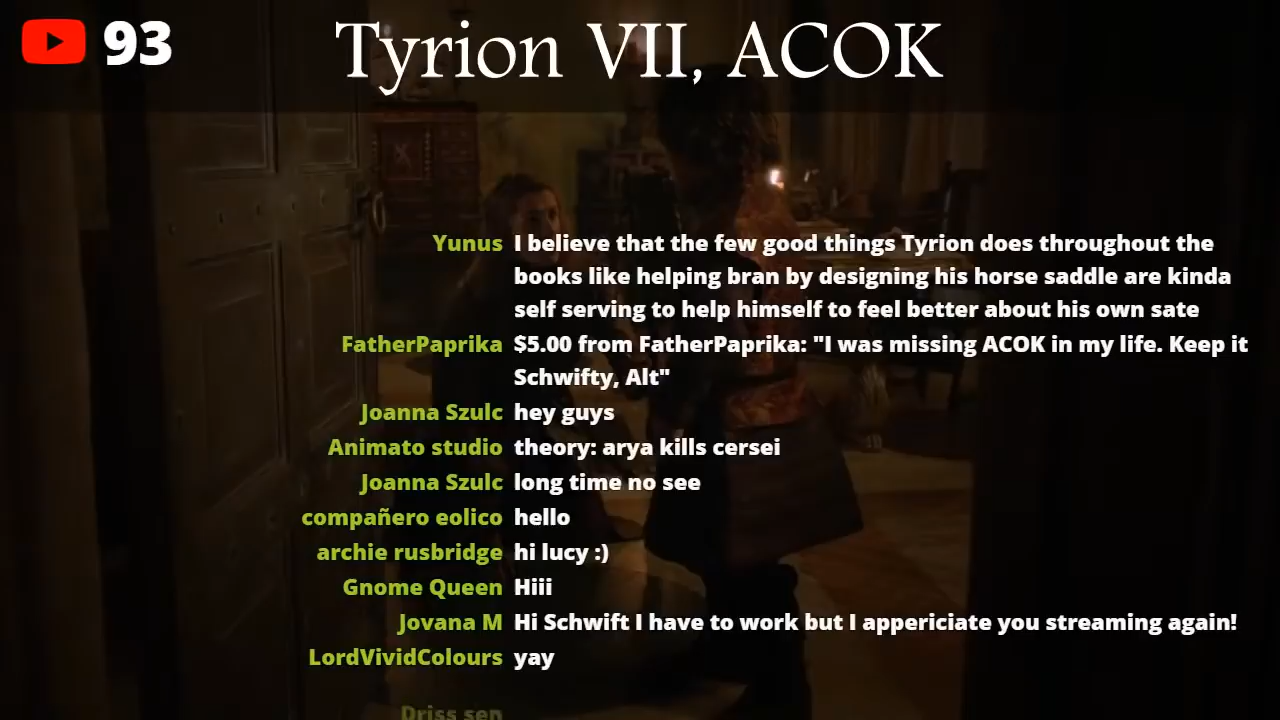 93
Tyrion VII, ACOK
Yunus I believe that the few good things Tyrion does throughout the
books like helping bran by designing his horse saddle are kinda
self serving to help himself to feel better about his own sate
FatherPaprika $5.00 from FatherPaprika: "I was missing ACOK in my life. Keep it
Schwifty, Alt"
Joanna Szulc hey guys
Animato studio theory: arya kills cersei
Joanna Szulc long time no see
compañero eolico hello
archie rusbridge hi lucy :)
Gnome Queen Hiii
Jovana M Hi Schwift I have to work but I appericiate you streaming again!
LordVividColours yay
Driss sen